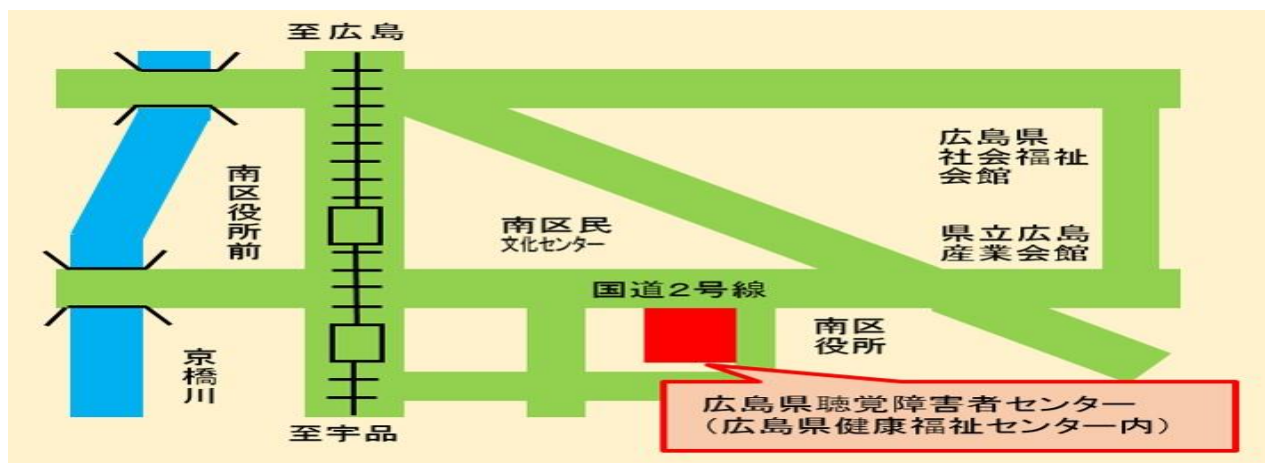 至広島
広島県
社会福祉
会館
南区役所前
南区民
文化センター
県立広島
産業会館
国道2号線
南区
役所
京橋川
広島県聴覚障害者センター
(広島県健康福祉センター内)
至宇品